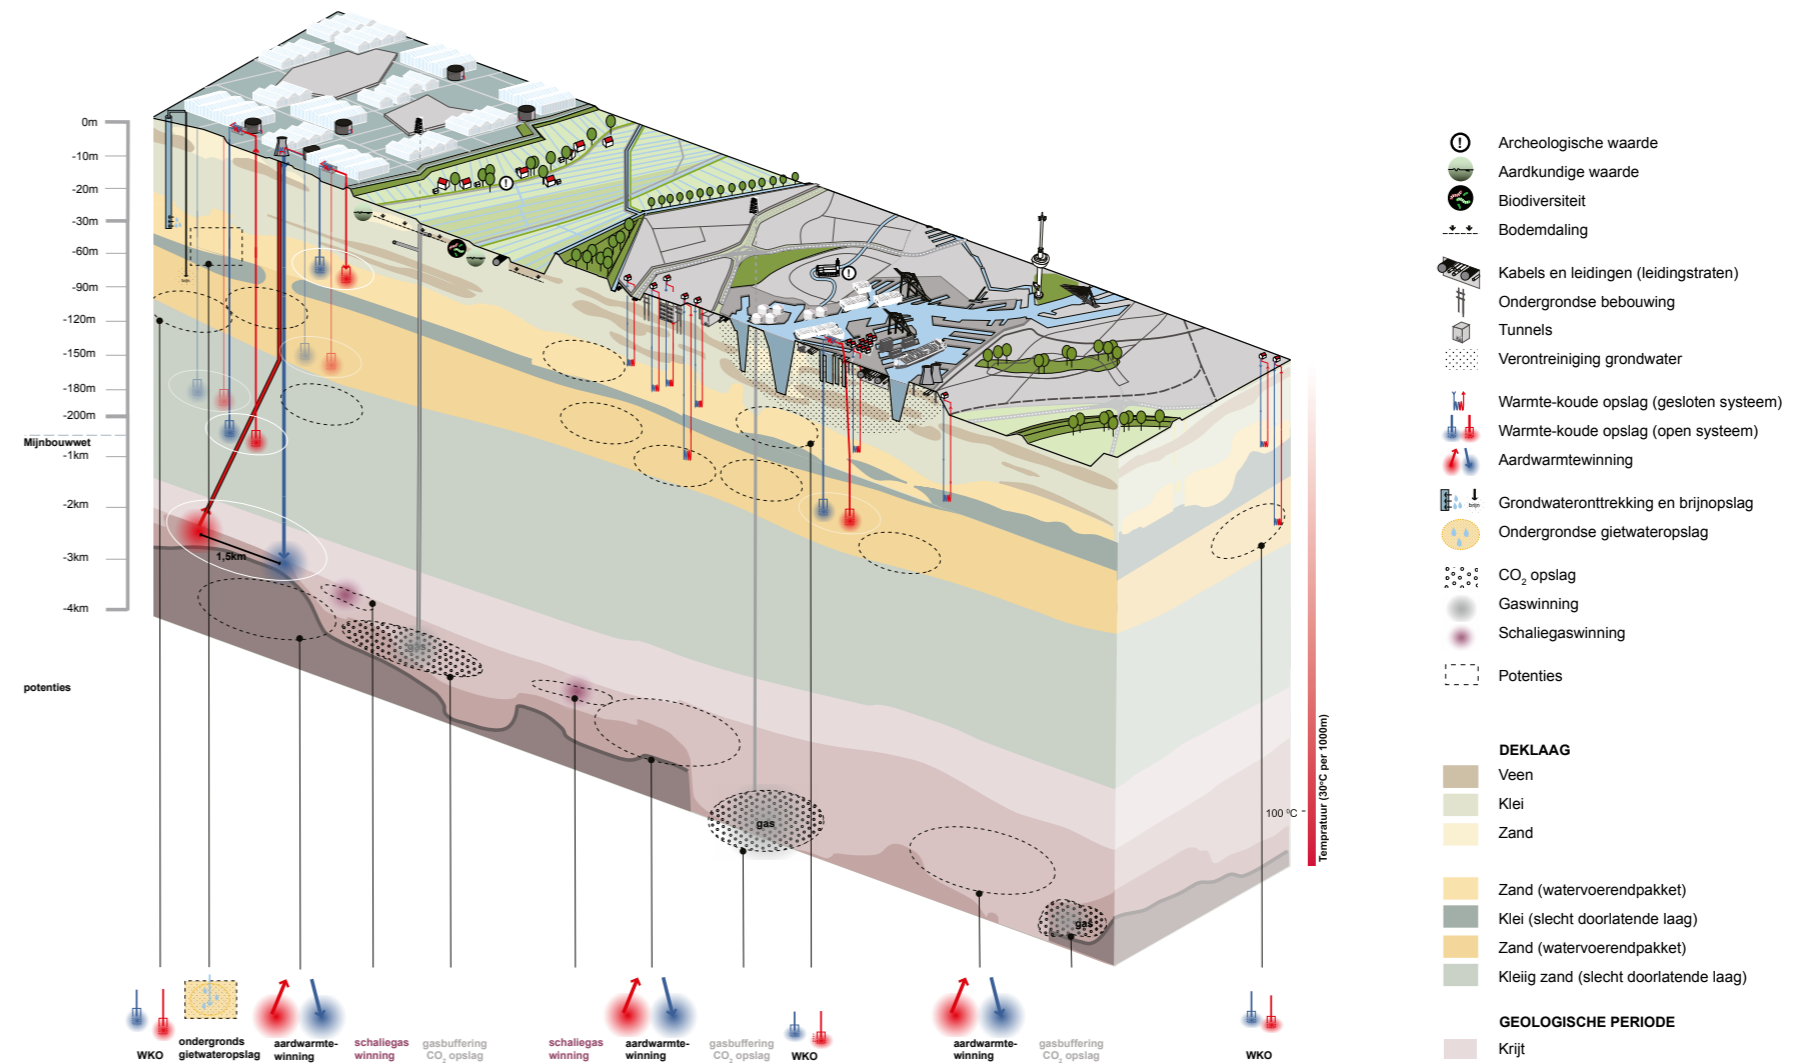 0m
-10m
-20m
-30m
-60m
-90m
-120m
-150m
-180m
-200m
Mijnbouwwet
-1km
-2km
-3km
-4km
potenties
1,5km
brijn
gas
gas
gas
100 ºC
Tempratuur (30ºC per 1000m)
WKO
ondergronds
gietwateropslag
aardwarmte-
winning
schaliegas
winning
gasbuffering
CO₂ opslag
schaliegas
winning
aardwarmte-
winning
gasbuffering
CO₂ opslag
WKO
aardwarmte-
winning
gasbuffering
CO₂ opslag
WKO
Archeologische waarde
Aardkundige waarde
Biodiversiteit
Bodemdaling
Kabels en leidingen (leidingstraten)
Ondergrondse bebouwing
Tunnels
Verontreiniging grondwater
Warmte-koude opslag (gesloten systeem)
Warmte-koude opslag (open systeem)
Aardwarmtewinning
brijn
Grondwateronttrekking en brijnopslag
Ondergrondse gietwateropslag
CO₂ opslag
Gaswinning
Schaliegaswinning
Potenties
DEKLAAG
Veen
Klei
Zand
Zand (watervoerendpakket)
Klei (slecht doorlatende laag)
Zand (watervoerendpakket)
Kleiig zand (slecht doorlatende laag)
GEOLOGISCHE PERIODE
Krijt